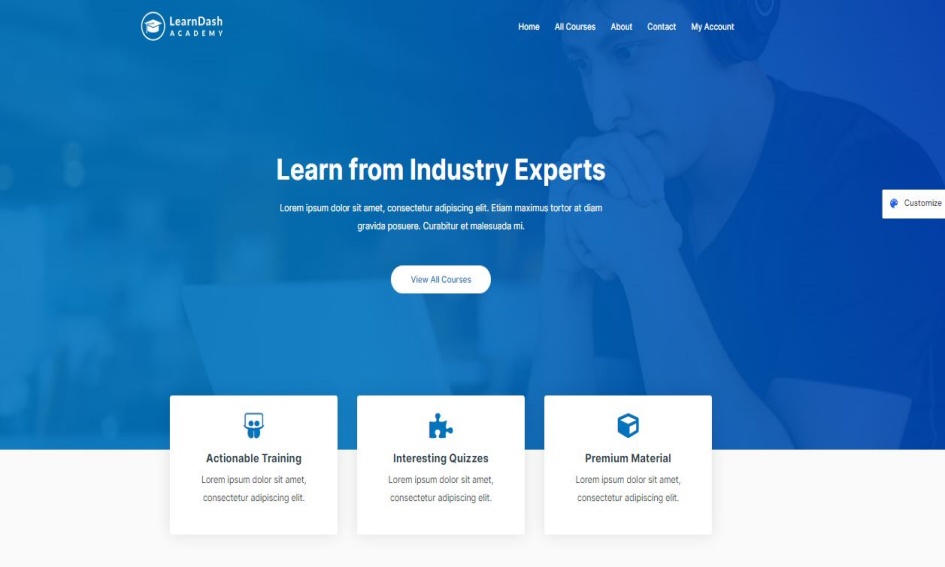 LearnDash
ACADEMY
Home All Courses About Contact My Account
Learn from Industry Experts
Lorem ipsum dolor sit amet, consectetur adipiscing elit. Etiam maximus tortor at diam
gravida posuere. Curabitur et malesuada mi.
Customize
View All Courses
Actionable Training
Lorem ipsum dolor sit amet,
consectetur adipiscing elit.
Interesting Quizzes
Lorem ipsum dolor sit amet,
consectetur adipiscing elit.
Premium Material
Lorem ipsum dolor sit amet,
consectetur adipiscing elit.